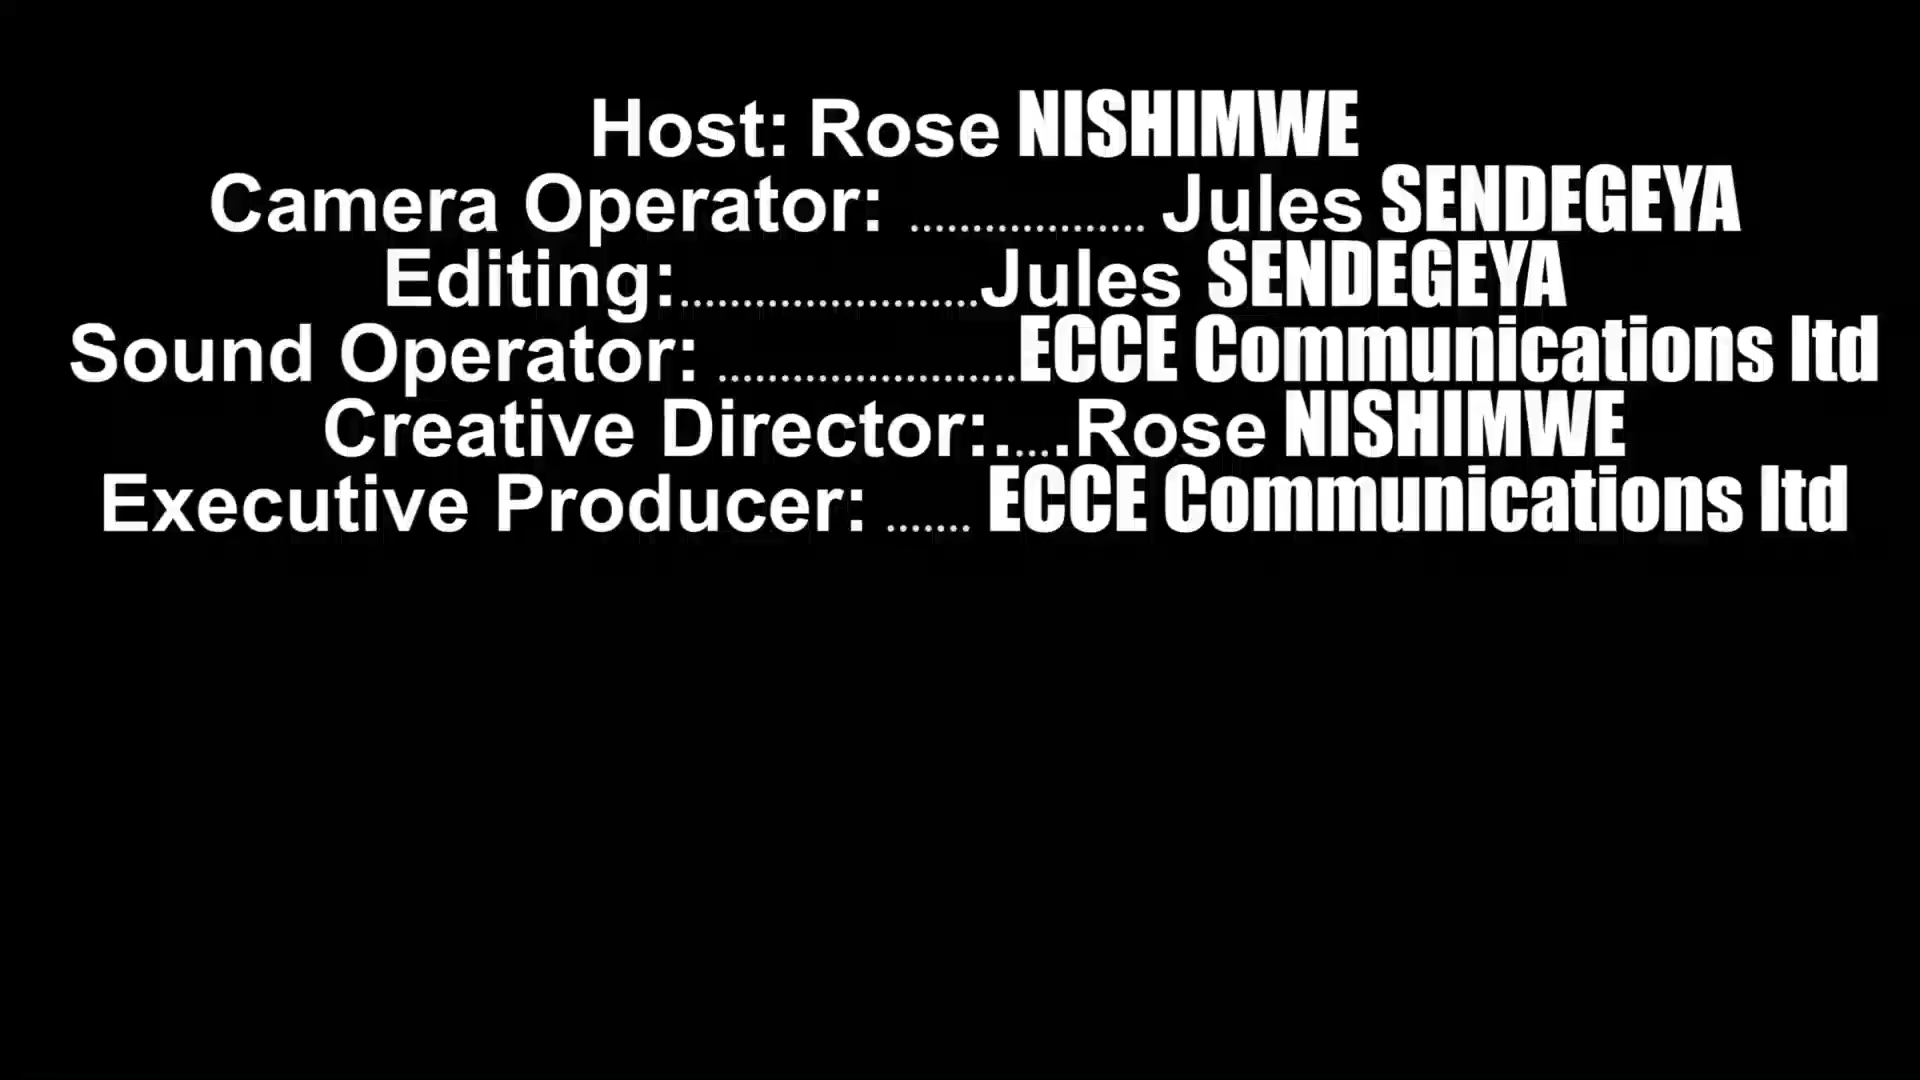 Host: Rose NISHIMWE
Camera Operator: ................... Jules SENDEGEYA
Editing:........................Jules SENDEGEYA
Sound Operator: ........................ECCE Communications ltd
Creative Director:.....Rose NISHIMWE
Executive Producer: ....... ECCE Communications ltd